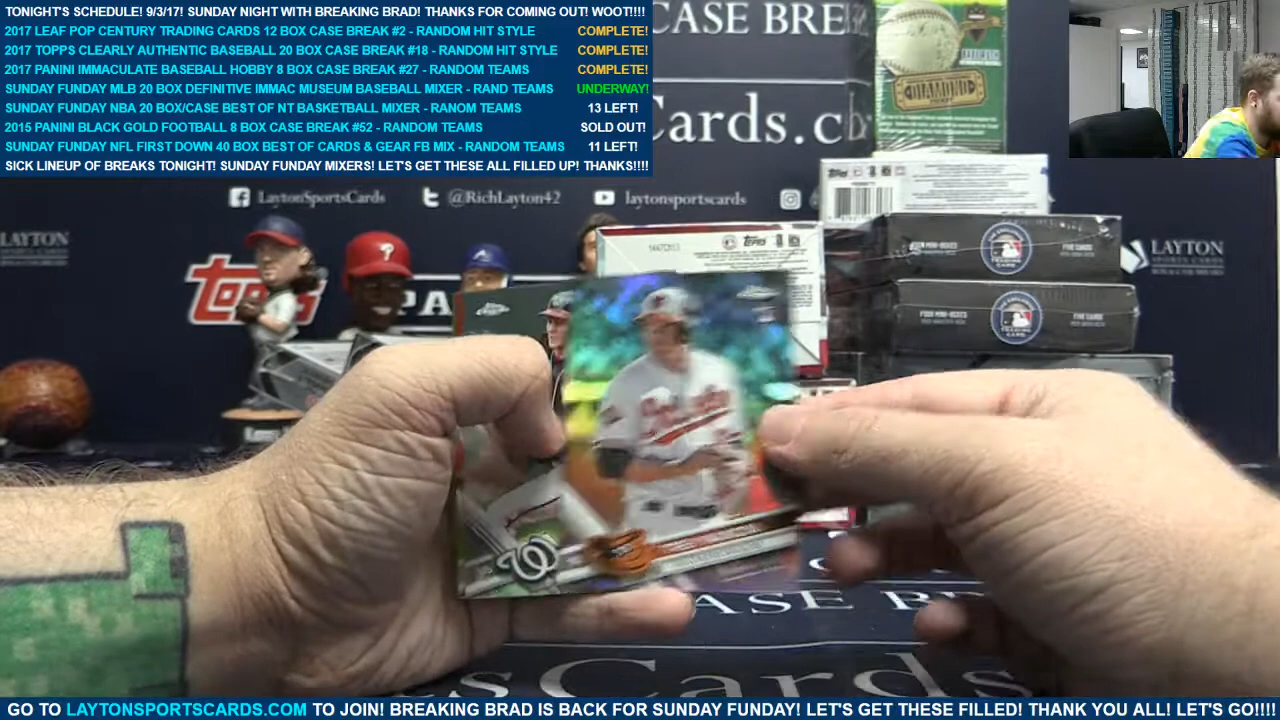 TONIGHT'S SCHEDULE! 9/3/17! SUNDAY NIGHT WITH BREAKING BRAD! THANKS FOR COMING OUT! WOOT!!!!
2017 LEAF POP CENTURY TRADING CARDS 12 BOX CASE BREAK #2 - RANDOM HIT STYLE COMPLETE!
2017 TOPPS CLEARLY AUTHENTIC BASEBALL 20 BOX CASE BREAK #18 - RANDOM HIT STYLE COMPLETE!
2017 PANINI IMMACULATE BASEBALL HOBBY 8 BOX CASE BREAK #27 - RANDOM TEAMS COMPLETE!
SUNDAY FUNDAY MLB 20 BOX DEFINITIVE IMMAC MUSEUM BASEBALL MIXER - RAND TEAMS UNDERWAY!
SUNDAY FUNDAY NBA 20 BOX/CASE BEST OF NT BASKETBALL MIXER - RANOM TEAMS 13 LEFT!
2015 PANINI BLACK GOLD FOOTBALL 8 BOX CASE BREAK #52 - RANDOM TEAMS SOLD OUT!
SUNDAY FUNDAY NFL FIRST DOWN 40 BOX BEST OF CARDS & GEAR FB MIX - RANDOM TEAMS 11 LEFT!
SICK LINEUP OF BREAKS TONIGHT! SUNDAY FUNDAY MIXERS! LET'S GET THESE ALL FILLED UP! THANKS!!!!
CASE BRE
Cards.c
DIAMOND
LaytonSportsCards @RichLayton42 laytonsportscards
LAYTON
topps
PA
Topps
LAYTON
SPORTS CARDS
FIVE CARDS
ASE BR
sCards
GO TO LAYTONSPORTSCARDS.COM TO JOIN! BREAKING BRAD IS BACK FOR SUNDAY FUNDAY! LET'S GET THESE FILLED! THANK YOU ALL! LET'S GO!!!!